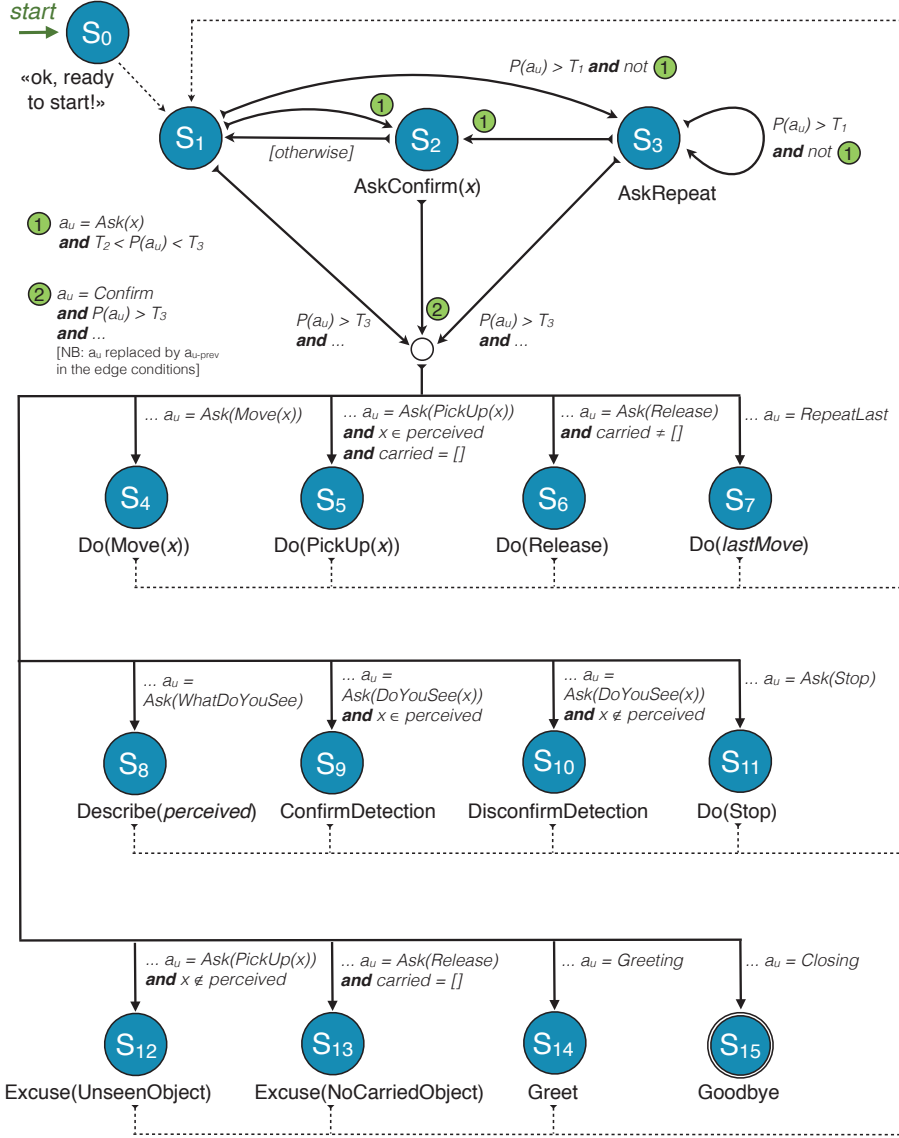 start
S0
«ok, ready
to start!»
P(au) > T1 and not 1
S1
1
S2
1
S3
P(au) > T1
and not 1
[otherwise]
AskConfirm(x)
AskRepeat
1 au = Ask(x)
and T2 < P(au) < T3
2 au = Confirm
and P(au) > T3
and ...
[NB: au replaced by au-prev
in the edge conditions]
2
P(au) > T3
and ...
P(au) > T3
and ...
... au = Ask(Move(x))
... au = Ask(PickUp(x))
and x ∈ perceived
and carried = []
... au = Ask(Release)
and carried ≠ []
... au = RepeatLast
S4
S5
S6
S7
Do(Move(x))
Do(PickUp(x))
Do(Release)
Do(lastMove)
... au =
Ask(WhatDoYouSee)
... au =
Ask(DoYouSee(x))
and x ∈ perceived
... au =
Ask(DoYouSee(x))
and x ∉ perceived
... au = Ask(Stop)
S8
S9
S10
S11
Describe(perceived)
ConfirmDetection
DisconfirmDetection
Do(Stop)
... au = Ask(PickUp(x))
and x ∉ perceived
... au = Ask(Release)
and carried = []
... au = Greeting
... au = Closing
S12
S13
S14
S15
Excuse(UnseenObject)
Excuse(NoCarriedObject)
Greet
Goodbye